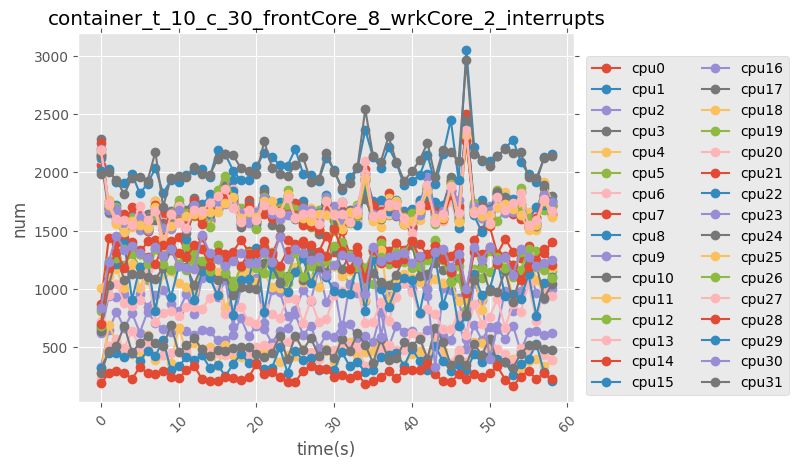 container_t_10_c_30_frontCore_8_wrkCore_2_interrupts
num
3000
2500
2000
1500
1000
500
0
10
20
30
40
50
60
time(s)
cpu0
cpu1
cpu2
cpu3
cpu4
cpu5
cpu6
cpu7
cpu8
cpu9
cpu10
cpu11
cpu12
cpu13
cpu14
cpu15
cpu16
cpu17
cpu18
cpu19
cpu20
cpu21
cpu22
cpu23
cpu24
cpu25
cpu26
cpu27
cpu28
cpu29
cpu30
cpu31